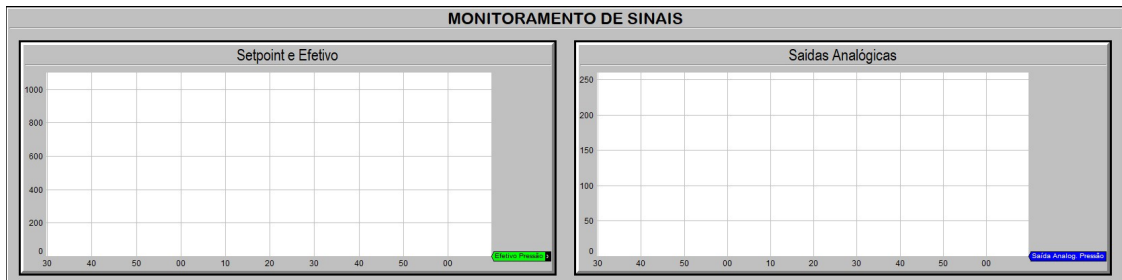 MONITORAMENTO DE SINAIS
Setpoint e Efetivo
1000
800
600
400
200
0
30 40 50 00 10 20 30 40 50 00
Efetivo Pressão
Saidas Analógicas
250
200
150
100
50
0
30 40 50 00 10 20 30 40 50 00
Saída Analog. Pressão